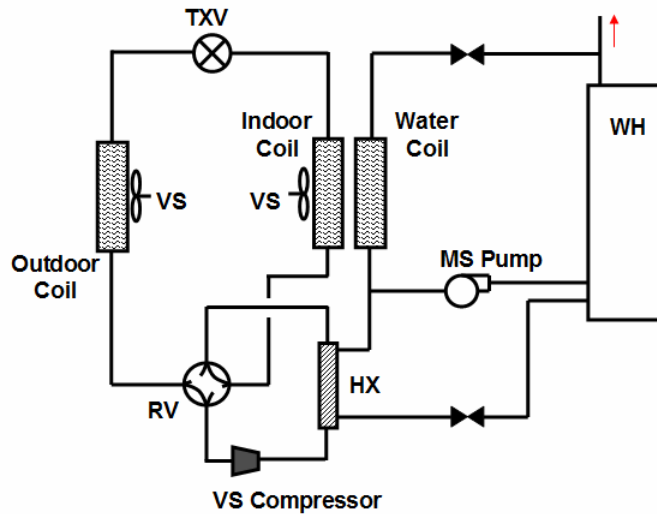 TXV
Indoor
Coil
Water
Coil
WH
VS
VS
Outdoor
Coil
MS Pump
RV
HX
VS Compressor